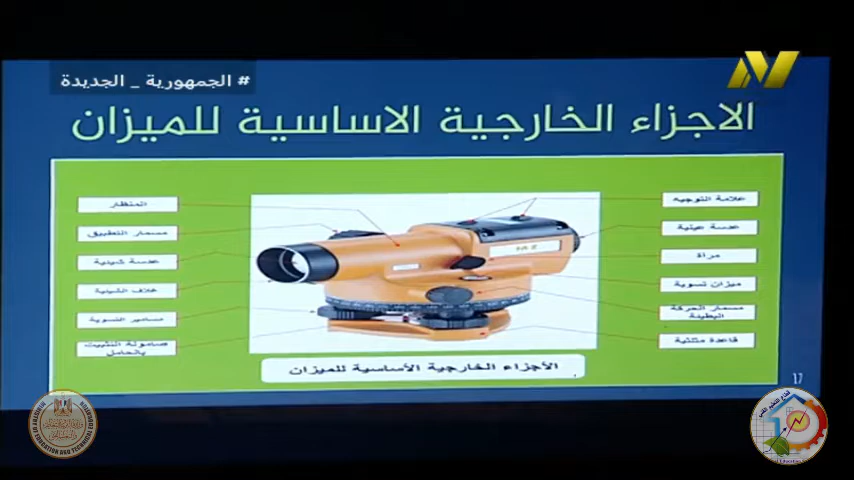 # الجمهورية _ الجديدة
الاجزاء الخارجية الاساسية للميزان
علامة التوجيه
عدسة عينية
مرآة
ميزان تسوية
مسمار الحركة
البطيئة
قاعدة مثلثية
المنظار
مسمار التطبيق
عدسة شيئية
غلاف الشيئية
مسامير التسوية
صامولة التثبيت
بالحامل
الأجزاء الخارجية الأساسية للميزان
17